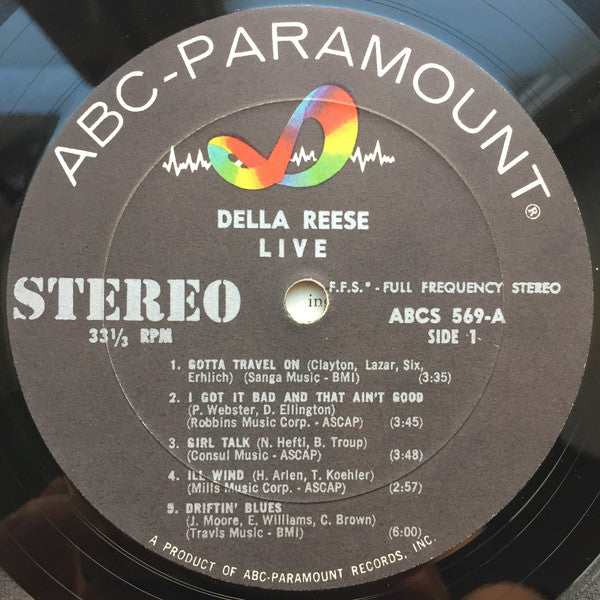 ABC-PARAMOUNT®
DELLA REESE
LIVE
STEREO
33⅓ RPM
in
F.F.S.® - FULL FREQUENCY STEREO
ABCS 569-A
SIDE 1
1. GOTTA TRAVEL ON (Clayton, Lazar, Six,
Erhlich) (Sanga Music - BMI) (3:35)
2. I GOT IT BAD AND THAT AIN'T GOOD
(P. Webster, D. Ellington)
(Robbins Music Corp. - ASCAP) (3:45)
3. GIRL TALK (N. Hefti, B. Troup)
(Consul Music - ASCAP) (3:48)
4. ILL WIND (H. Arlen, T. Koehler)
(Mills Music Corp. - ASCAP) (2:57)
5. DRIFTIN' BLUES
(J. Moore, E. Williams, C. Brown)
(Travis Music - BMI) (6:00)
A PRODUCT OF ABC-PARAMOUNT RECORDS, INC.